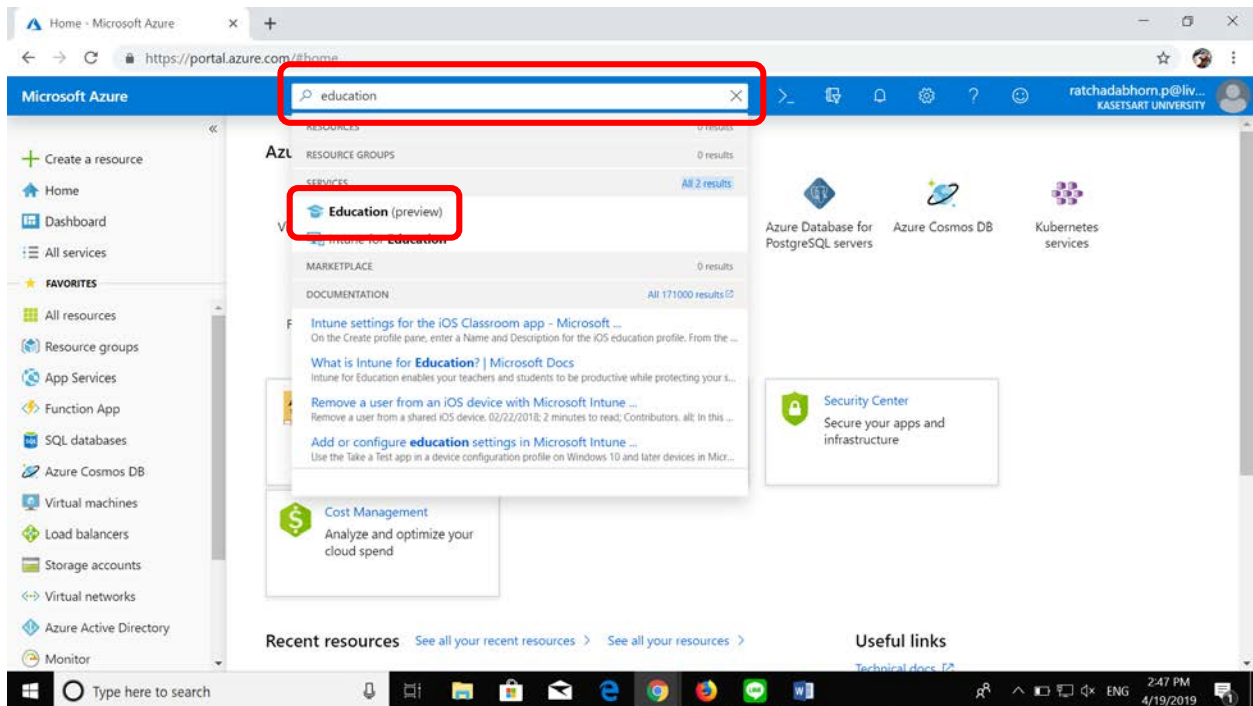 Home - Microsoft Azure
https://portal.azure.com/#home
Microsoft Azure
education
ratchadabhorn.p@liv...
KASETSART UNIVERSITY
Create a resource
Home
Dashboard
All services
FAVORITES
All resources
Resource groups
App Services
Function App
SQL databases
Azure Cosmos DB
Virtual machines
Load balancers
Storage accounts
Virtual networks
Azure Active Directory
Monitor
RESOURCES 0 results
RESOURCE GROUPS 0 results
SERVICES All 2 results
Education (preview)
Intune for Education
MARKETPLACE 0 results
DOCUMENTATION All 171000 results
Intune settings for the iOS Classroom app - Microsoft ...
On the Create profile pane, enter a Name and Description for the iOS education profile. From the ...
What is Intune for Education? | Microsoft Docs
Intune for Education enables your teachers and students to be productive while protecting your s...
Remove a user from an iOS device with Microsoft Intune ...
Remove a user from a shared iOS device. 02/22/2018; 2 minutes to read; Contributors. all; In this ...
Add or configure education settings in Microsoft Intune ...
Use the Take a Test app in a device configuration profile on Windows 10 and later devices in Micr...
Azure Database for
PostgreSQL servers
Azure Cosmos DB
Kubernetes
services
Security Center
Secure your apps and
infrastructure
Cost Management
Analyze and optimize your
cloud spend
Recent resources See all your recent resources > See all your resources >
Useful links
Technical docs
Type here to search
ENG
2:47 PM
4/19/2019